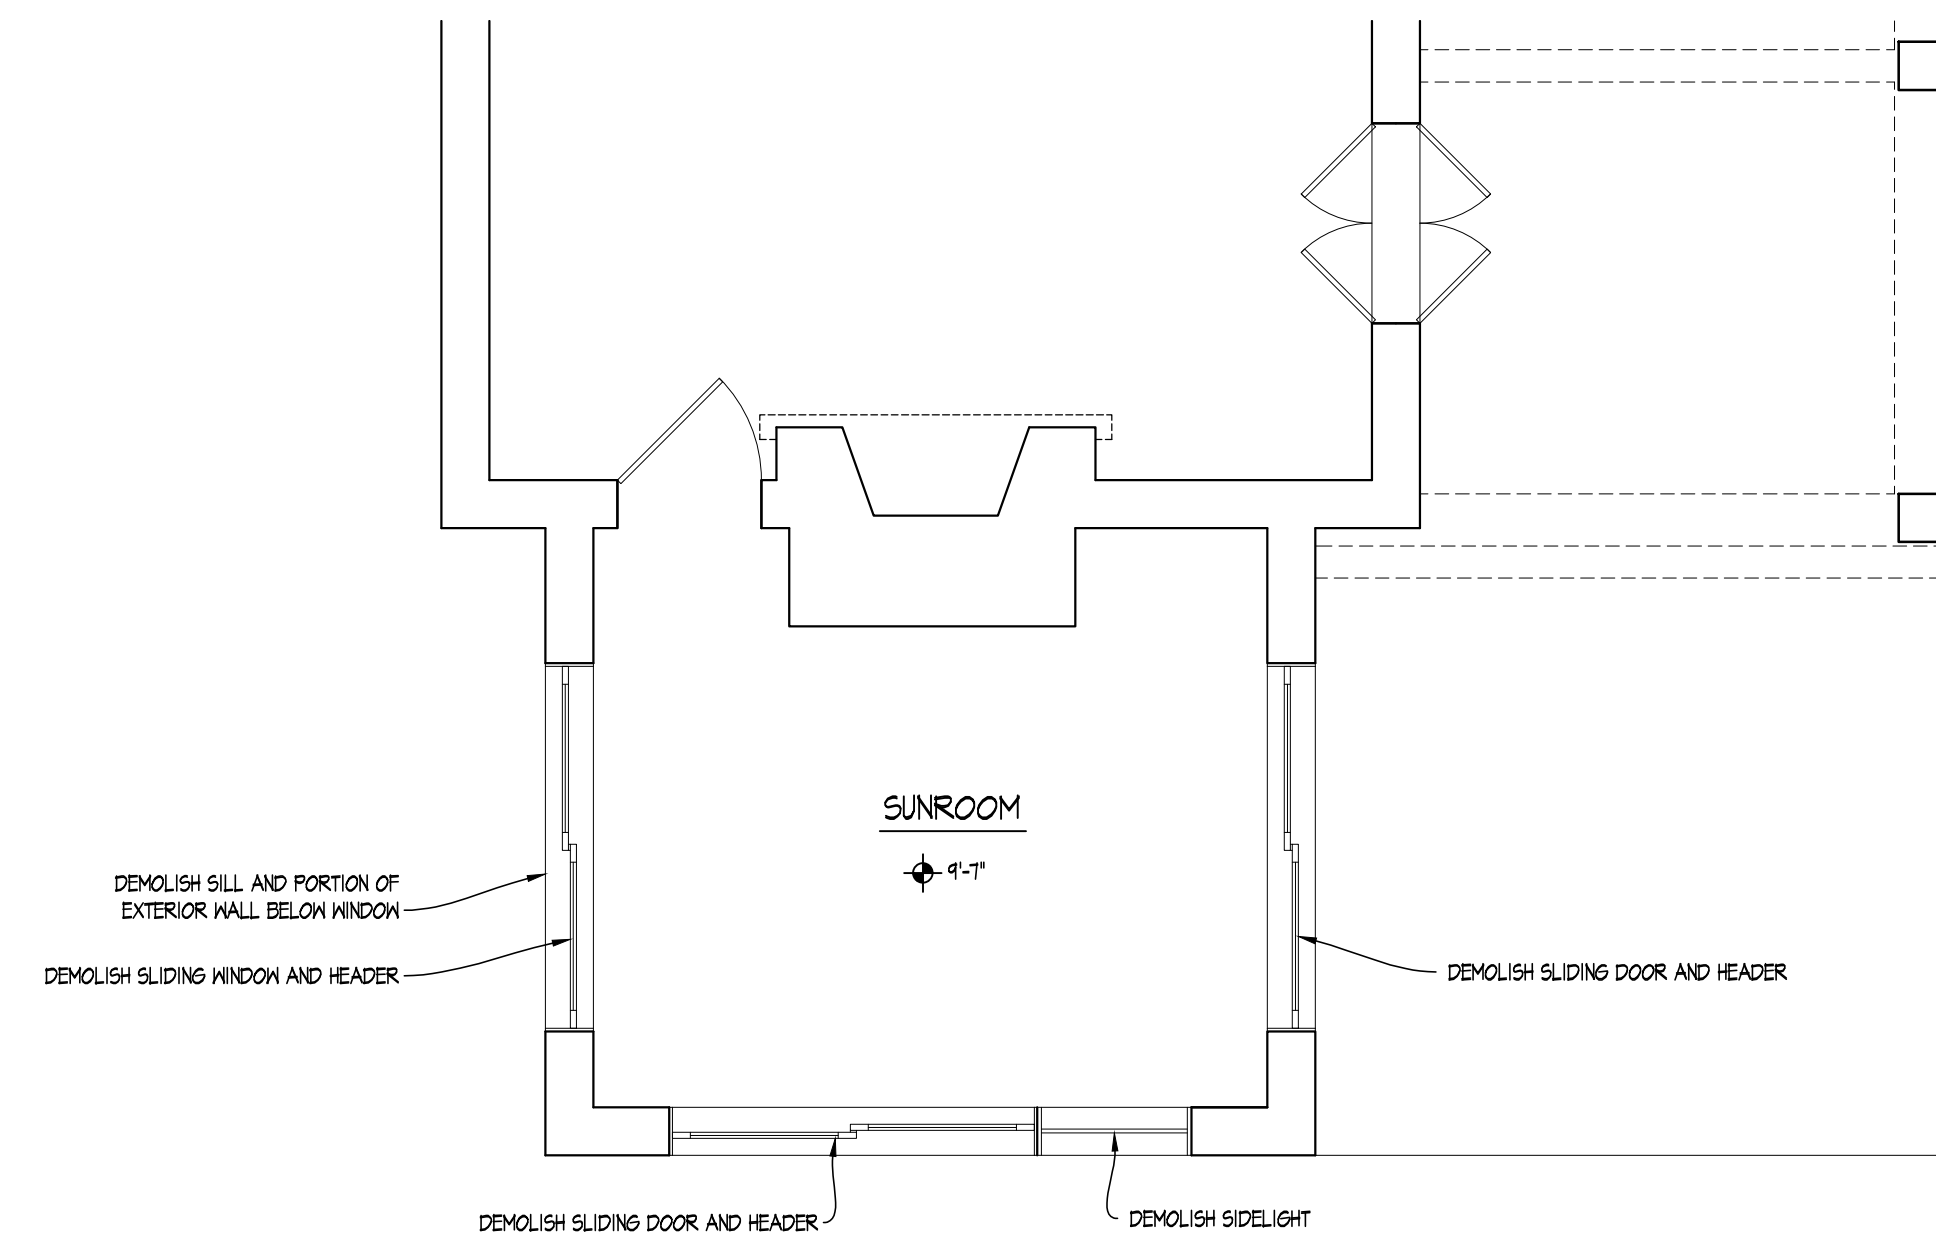 SUNROOM
9'-7"
DEMOLISH SILL AND PORTION OF
EXTERIOR WALL BELOW WINDOW
DEMOLISH SLIDING WINDOW AND HEADER
DEMOLISH SLIDING DOOR AND HEADER
DEMOLISH SLIDING DOOR AND HEADER
DEMOLISH SIDELIGHT